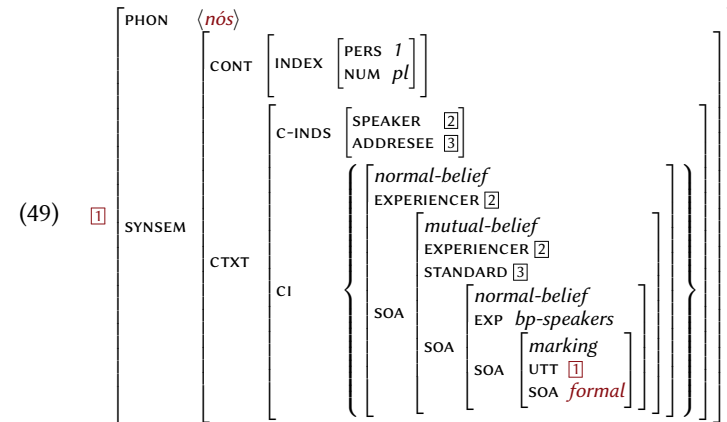 PHON ⟨nós⟩
CONT [INDEX [PERS 1
NUM pl]]
C-INDS [SPEAKER 2
ADDRESEE 3]
normal-belief
EXPERIENCER 2
mutual-belief
EXPERIENCER 2
STANDARD 3
normal-belief
EXP bp-speakers
marking
UTT 1
SOA formal
SOA
SOA
SOA
CI
CTXT
SYNSEM
(49) 1